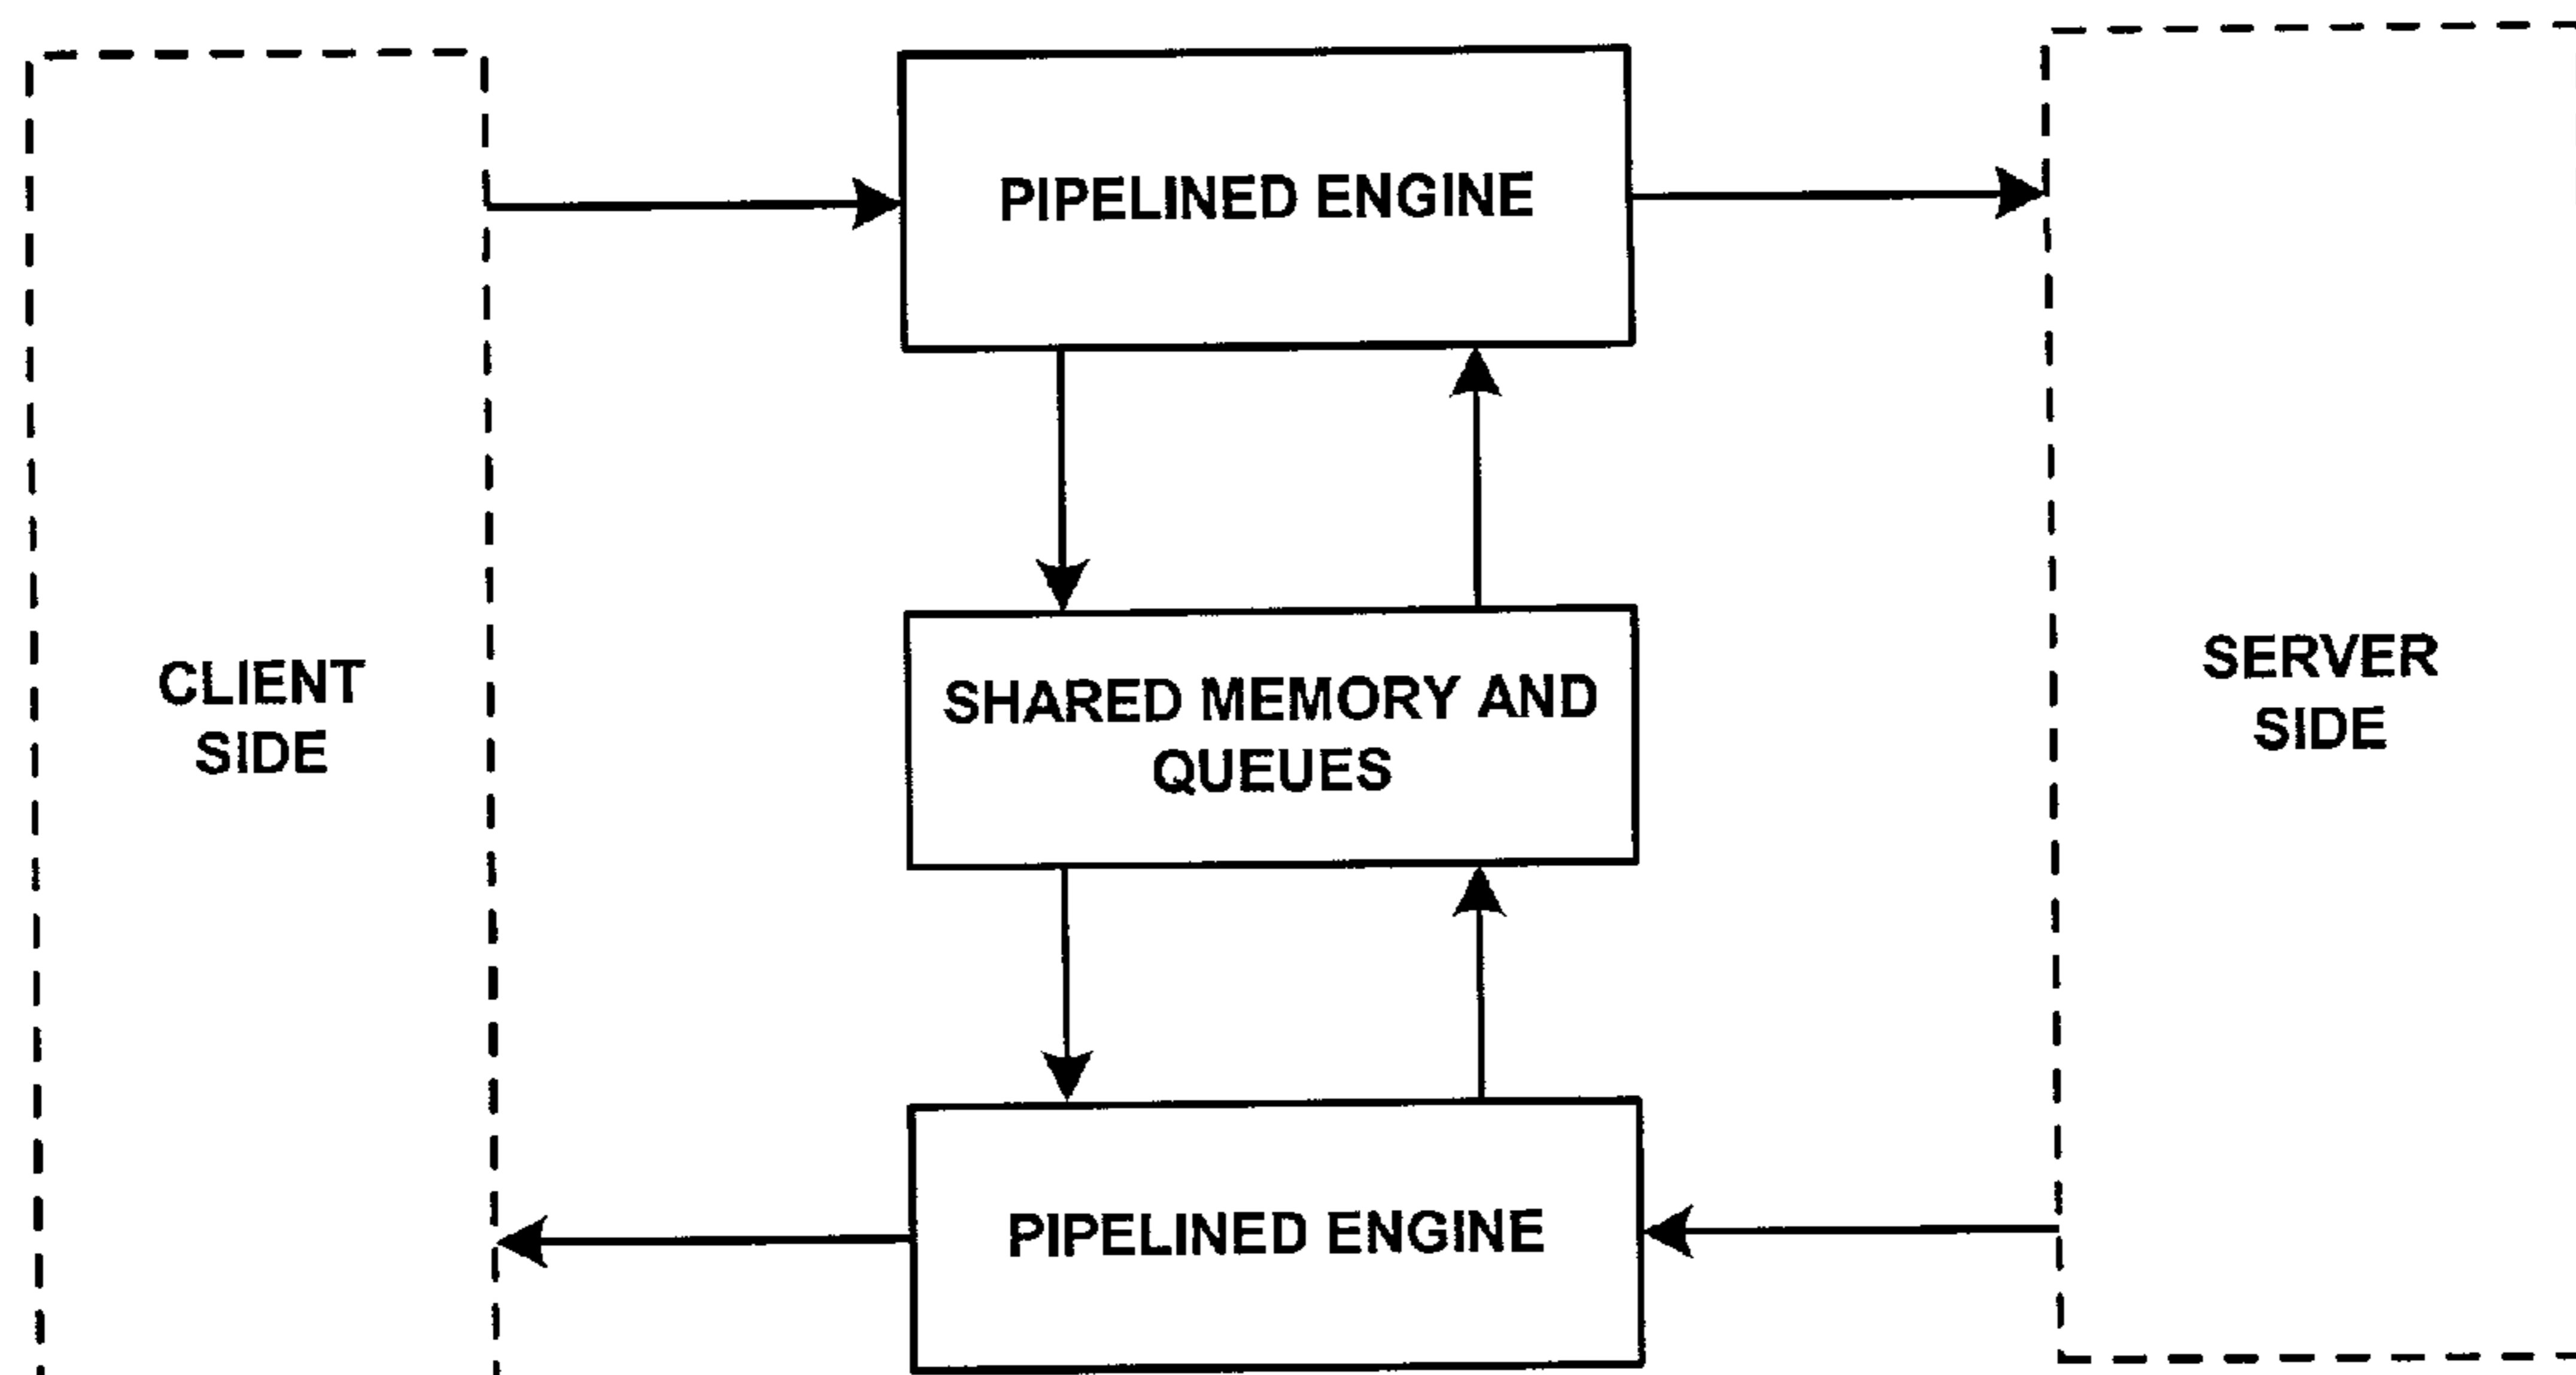 PIPELINED ENGINE
CLIENT
SIDE
SHARED MEMORY AND
QUEUES
SERVER
SIDE
PIPELINED ENGINE